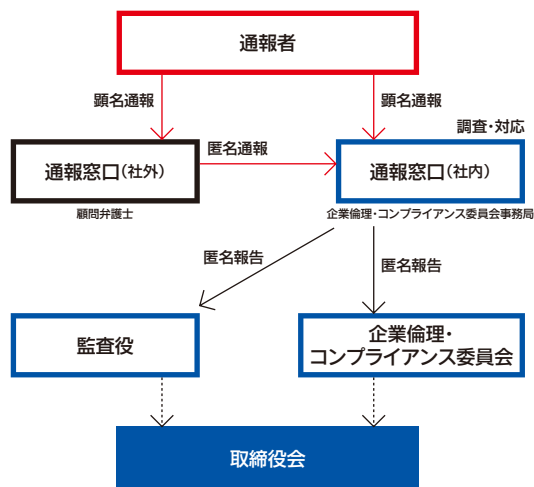 通報者
顕名通報
顕名通報
調査・対応
通報窓口(社外)
匿名通報
通報窓口(社内)
顧問弁護士
企業倫理・コンプライアンス委員会事務局
匿名報告
匿名報告
監査役
企業倫理・
コンプライアンス委員会
取締役会